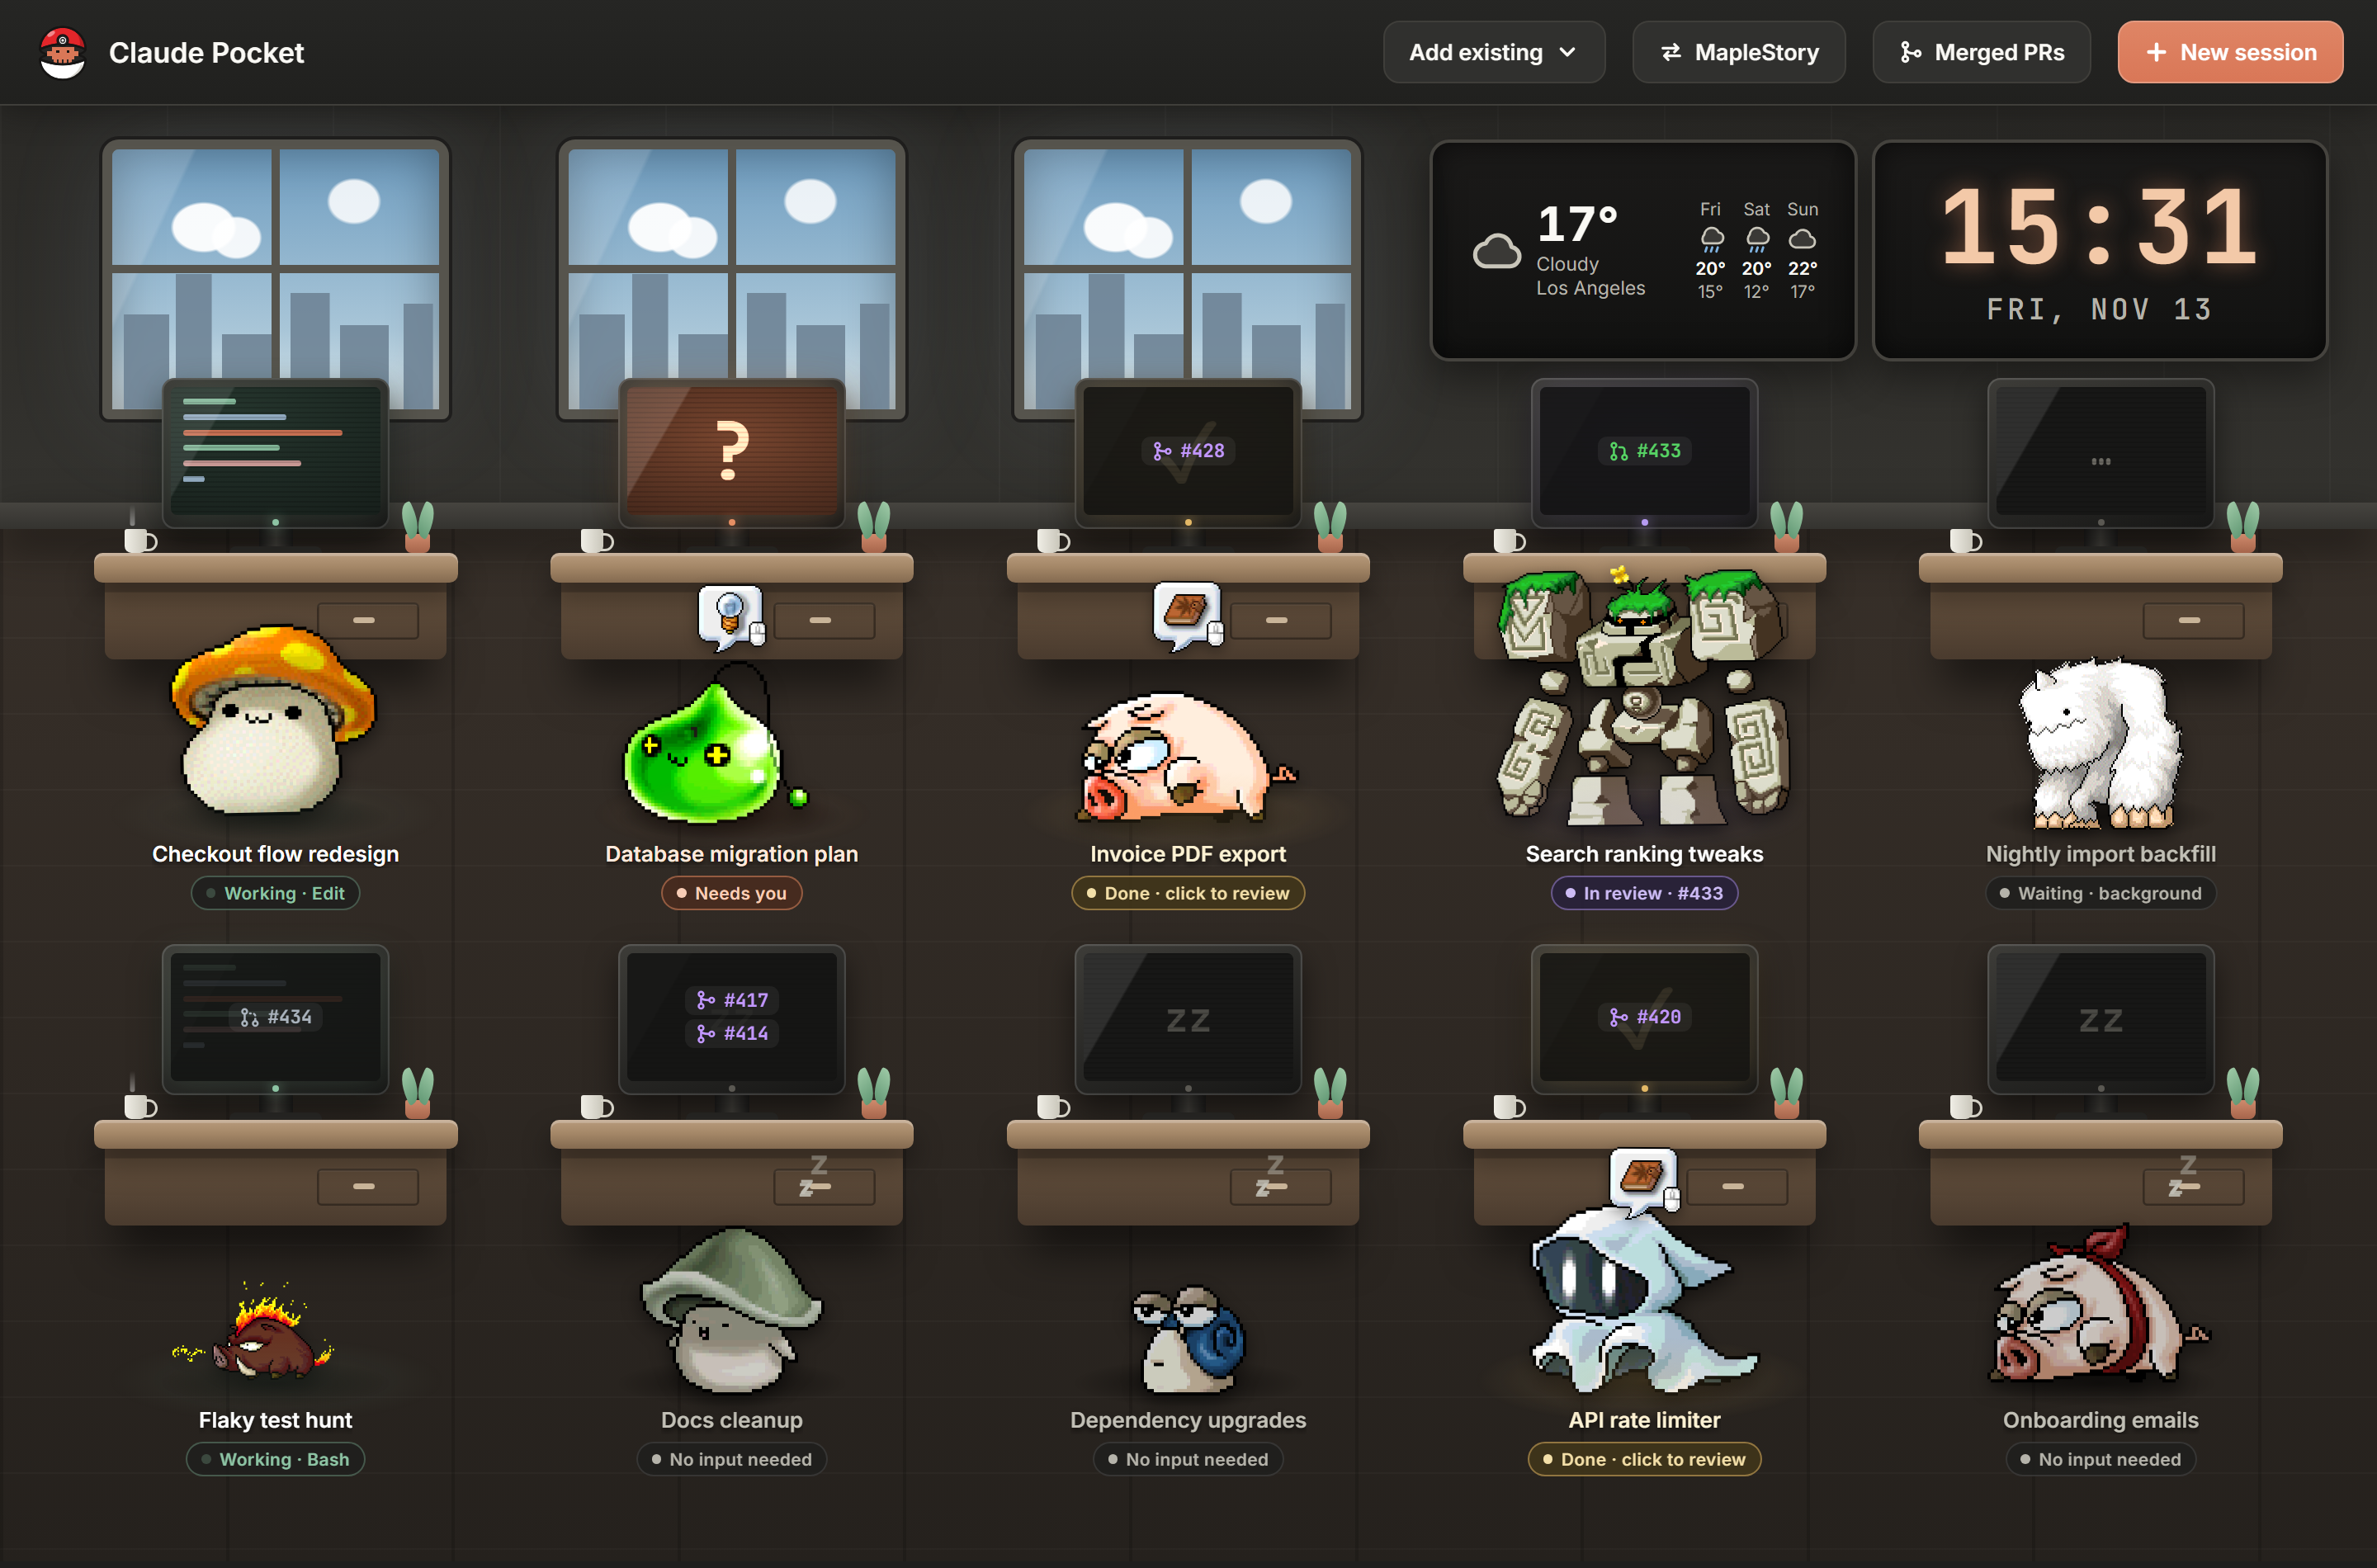 Claude Pocket
Add existing
MapleStory
Merged PRs
New session
17°
Cloudy
Los Angeles
Fri Sat Sun
20° 20° 22°
15° 12° 17°
15:31
FRI, NOV 13
?
#428
#433
...
Checkout flow redesign
Working · Edit
Database migration plan
Needs you
Invoice PDF export
Done · click to review
Search ranking tweaks
In review · #433
Nightly import backfill
Waiting · background
#434
#417
#414
zz
#420
zz
z
z
z
z
z
z
Flaky test hunt
Working · Bash
Docs cleanup
No input needed
Dependency upgrades
No input needed
API rate limiter
Done · click to review
Onboarding emails
No input needed